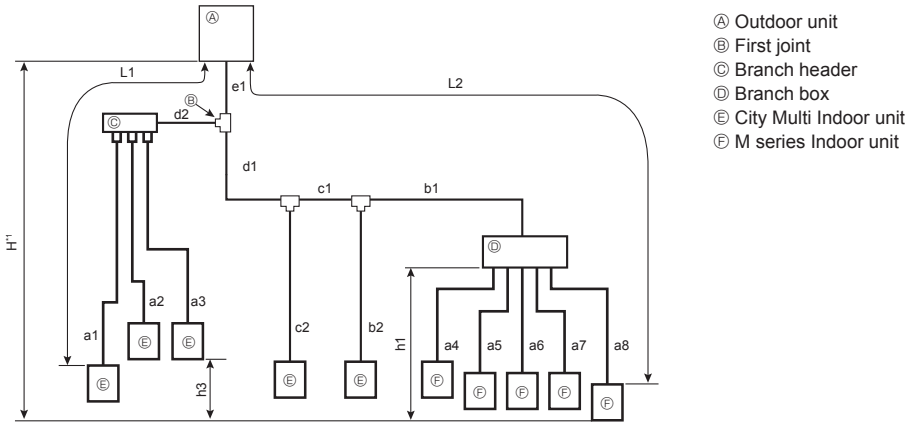 Ⓐ
Ⓐ Outdoor unit
Ⓑ First joint
Ⓒ Branch header
Ⓓ Branch box
Ⓔ City Multi Indoor unit
Ⓕ M series Indoor unit
L1
e1
L2
Ⓑ
Ⓒ
d2
d1
c1
b1
H*1
Ⓓ
a1
a2
a3
c2
b2
h1
a4
a5
a6
a7
a8
Ⓔ
Ⓔ
Ⓔ
h3
Ⓔ
Ⓔ
Ⓕ
Ⓕ
Ⓕ
Ⓕ
Ⓕ